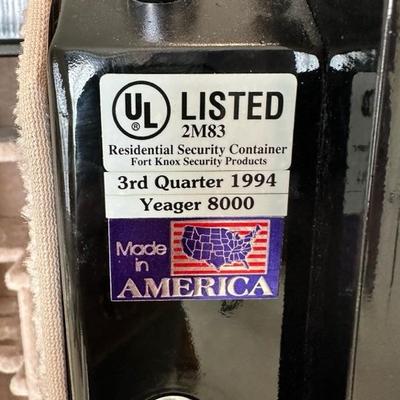 UL LISTED
2M83
Residential Security Container
Fort Knox Security Products
3rd Quarter 1994
Yeager 8000
Made
in
AMERICA